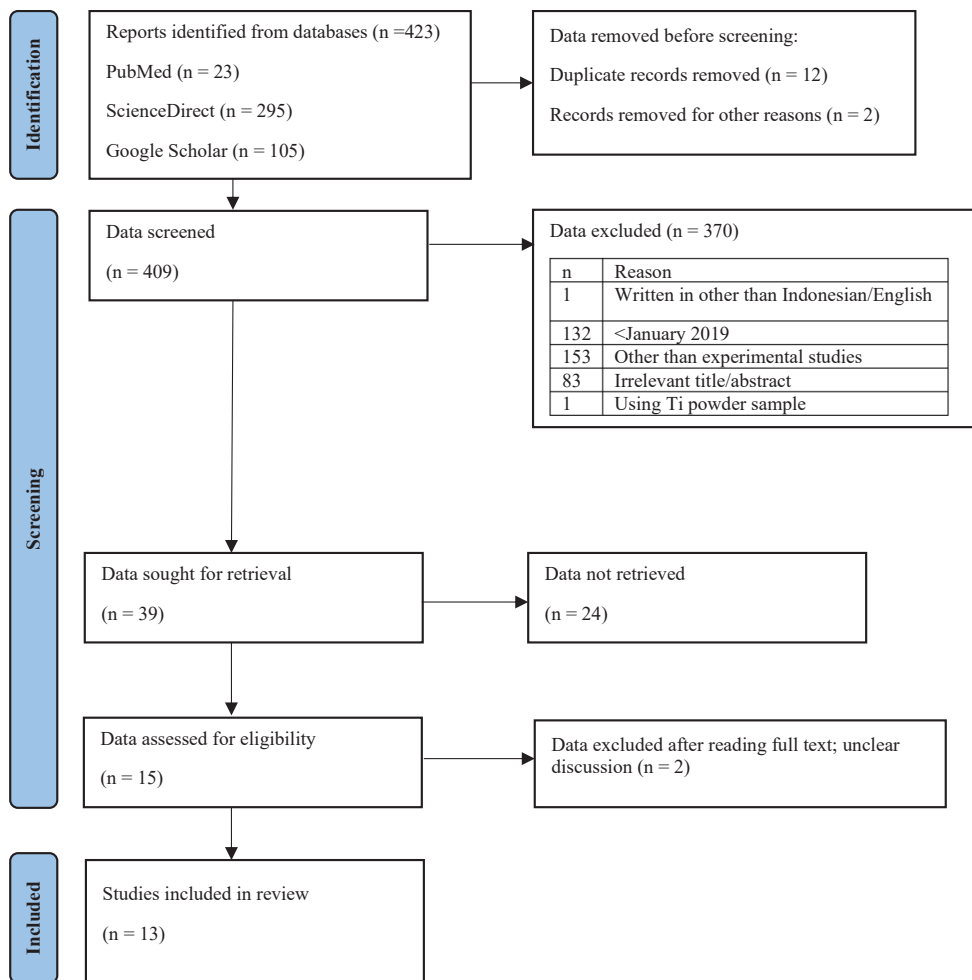 Identification
Reports identified from databases (n =423)
PubMed (n = 23)
ScienceDirect (n = 295)
Google Scholar (n = 105)
Data removed before screening:
Duplicate records removed (n = 12)
Records removed for other reasons (n = 2)
Screening
Data screened
(n = 409)
Data excluded (n = 370)
n Reason
1 Written in other than Indonesian/English
132 <January 2019
153 Other than experimental studies
83 Irrelevant title/abstract
1 Using Ti powder sample
Data sought for retrieval
(n = 39)
Data not retrieved
(n = 24)
Data assessed for eligibility
(n = 15)
Data excluded after reading full text; unclear
discussion (n = 2)
Included
Studies included in review
(n = 13)